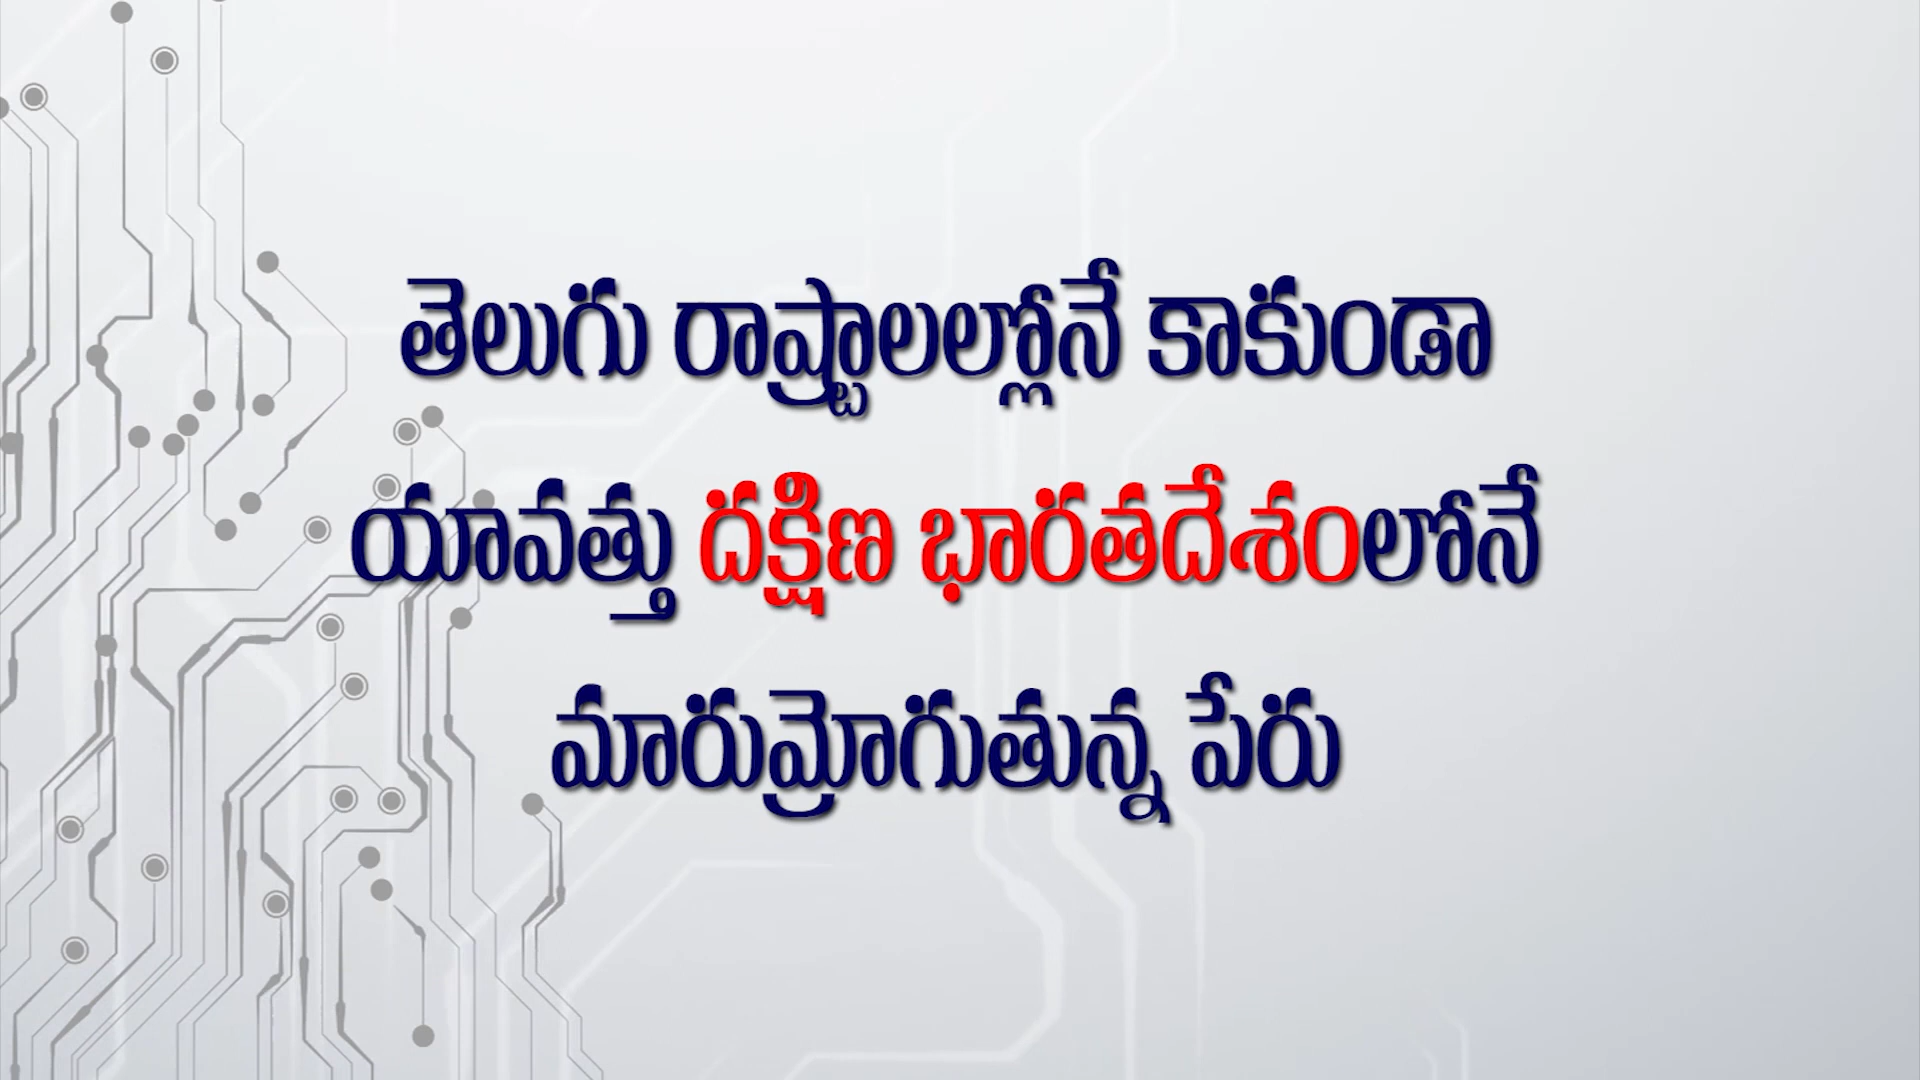 తెలుగు రాష్ట్రాలల్లోనే కాకుండా
యావత్తు దక్షిణ భారతదేశంలోనే
మారుమ్రోగుతున్న పేరు